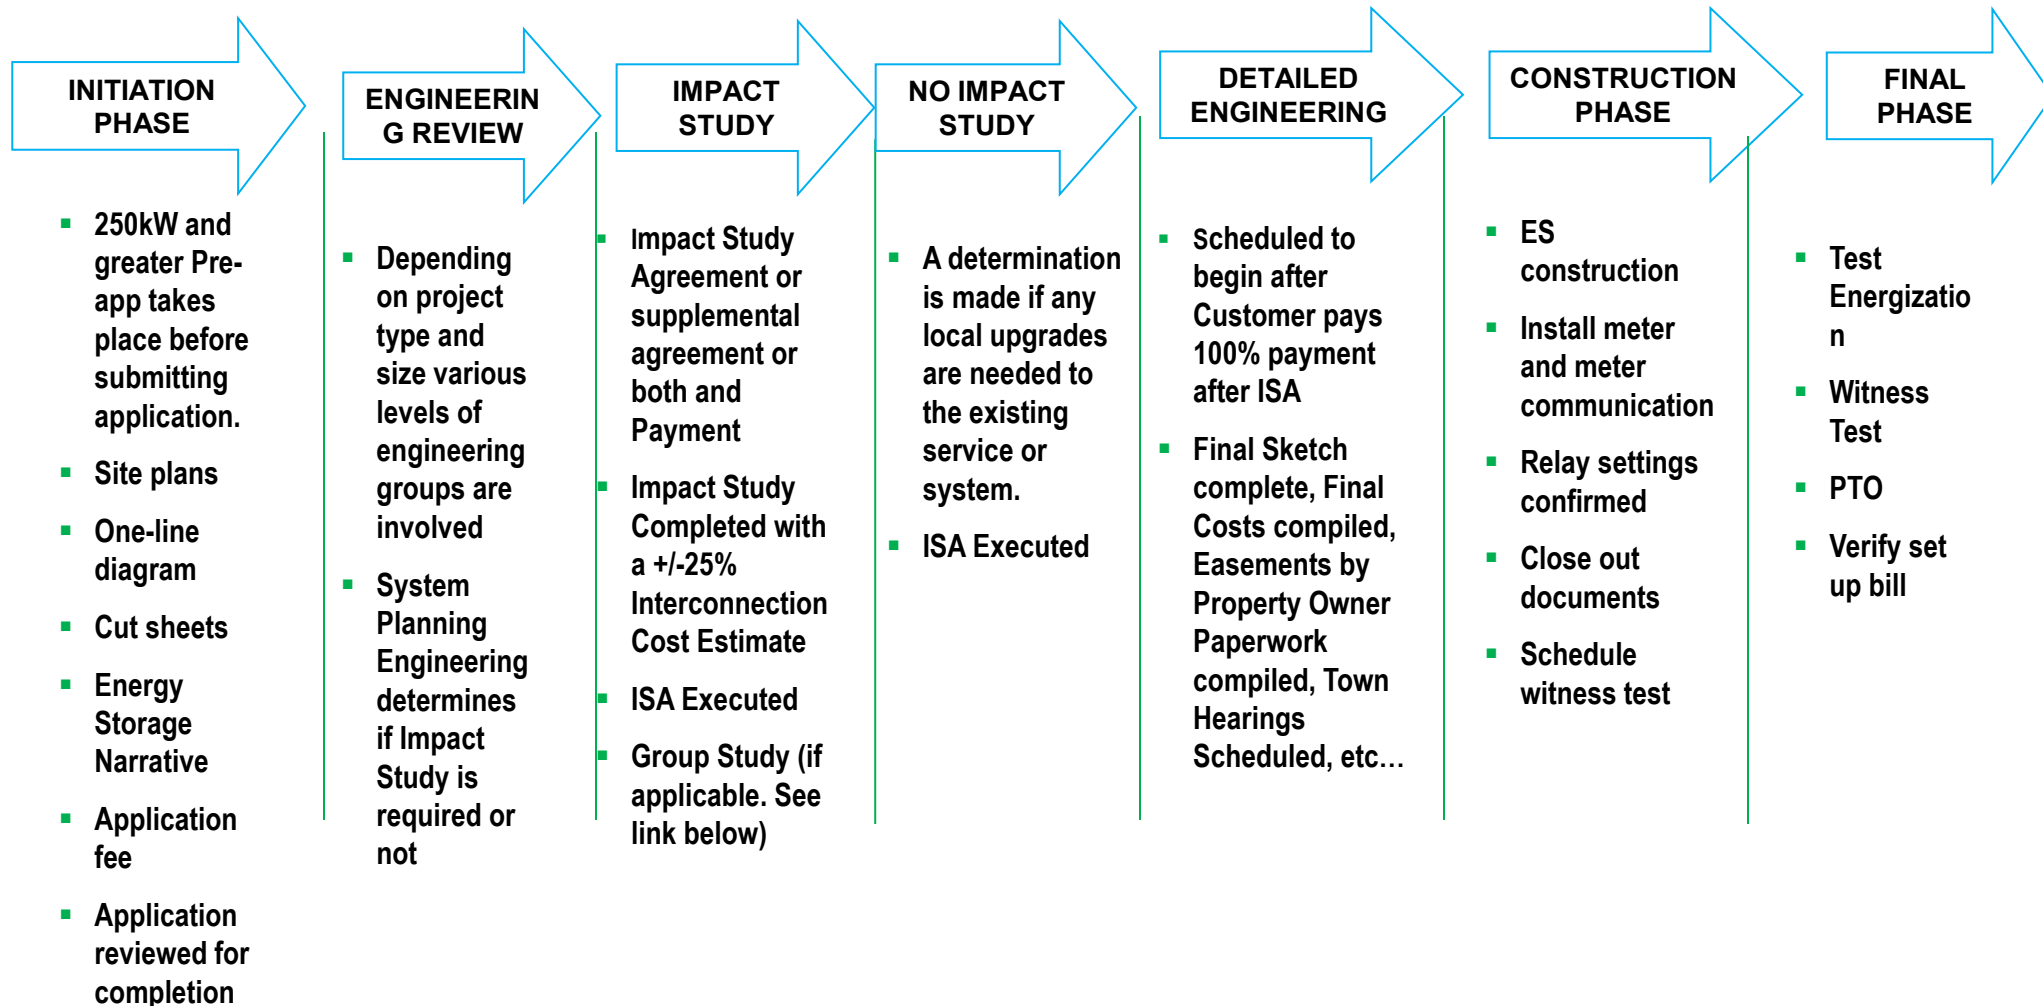 INITIATION
PHASE
250kW and
greater Pre-
app takes
place before
submitting
application.
Site plans
One-line
diagram
Cut sheets
Energy
Storage
Narrative
Application
fee
Application
reviewed for
completion
ENGINEERIN
G REVIEW
Depending
on project
type and
size various
levels of
engineering
groups are
involved
System
Planning
Engineering
determines
if Impact
Study is
required or
not
IMPACT
STUDY
Impact Study
Agreement or
supplemental
agreement or
both and
Payment
Impact Study
Completed with
a +/-25%
Interconnection
Cost Estimate
ISA Executed
Group Study (if
applicable. See
link below)
NO IMPACT
STUDY
A determination
is made if any
local upgrades
are needed to
the existing
service or
system.
ISA Executed
DETAILED
ENGINEERING
Scheduled to
begin after
Customer pays
100% payment
after ISA
Final Sketch
complete, Final
Costs compiled,
Easements by
Property Owner
Paperwork
compiled, Town
Hearings
Scheduled, etc…
CONSTRUCTION
PHASE
ES
construction
Install meter
and meter
communication
Relay settings
confirmed
Close out
documents
Schedule
witness test
FINAL
PHASE
Test
Energizatio
n
Witness
Test
PTO
Verify set
up bill